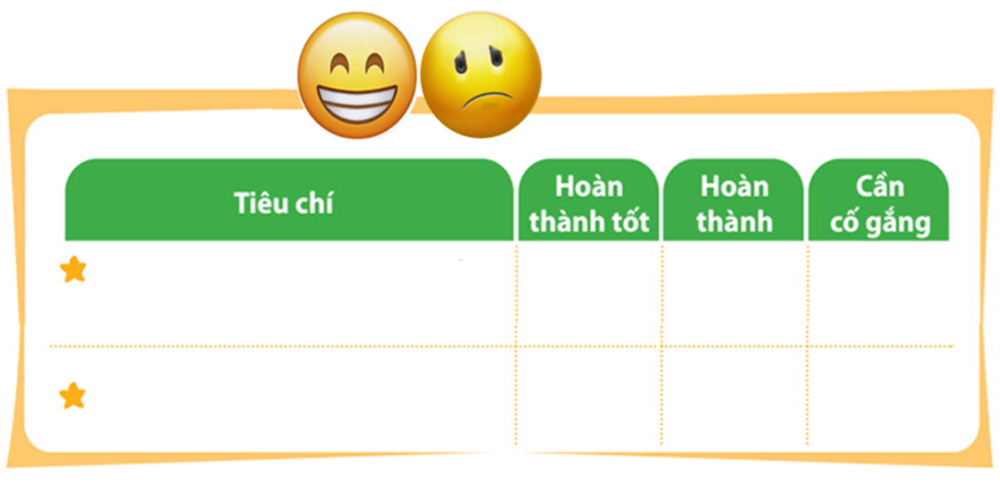 Tiêu chí
Hoàn
thành tốt
Hoàn
thành
Cần
cố gắng